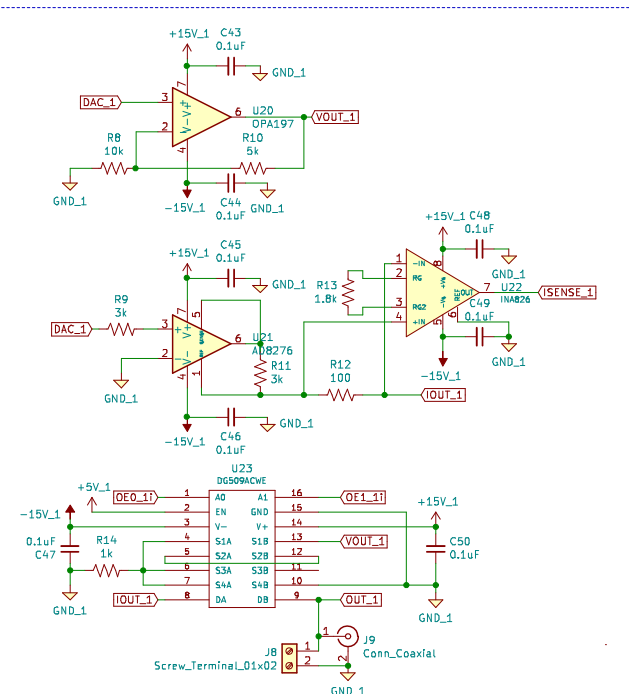 +15V_1
C43
0.1uF
GND_1
7
DAC_1
3
V+
6
VOUT_1
U20
OPA197
2
V-
4
R8
10k
R10
5k
GND_1
-15V_1
C44
0.1uF
GND_1
+15V_1
C48
0.1uF
GND_1
+15V_1
C45
0.1uF
GND_1
1
-IN
8
+Vs
2
RG
R13
1.8k
OUT
7
U22
INA826
ISENSE_1
3
RG2
REF
-Vs
4
+IN
5
6
C49
0.1uF
GND_1
-15V_1
R9
3k
7
5
DAC_1
3
V+
6
U21
AD8276
2
V-
4
1
R11
3k
R12
100
IOUT_1
GND_1
-15V_1
C46
0.1uF
GND_1
U23
DG509ACWE
+5V_1
OE0_1i
1
A0
A1
16
OE1_1i
-15V_1
2
EN
GND
15
+15V_1
3
V-
V+
14
0.1uF
C47
R14
1k
4
S1A
S1B
13
VOUT_1
5
S2A
S2B
12
C50
0.1uF
6
S3A
S3B
11
7
S4A
S4B
10
GND_1
IOUT_1
8
DA
DB
9
OUT_1
GND_1
1
J9
Conn_Coaxial
2
J8
1
2
Screw_Terminal_01x02
GND_1